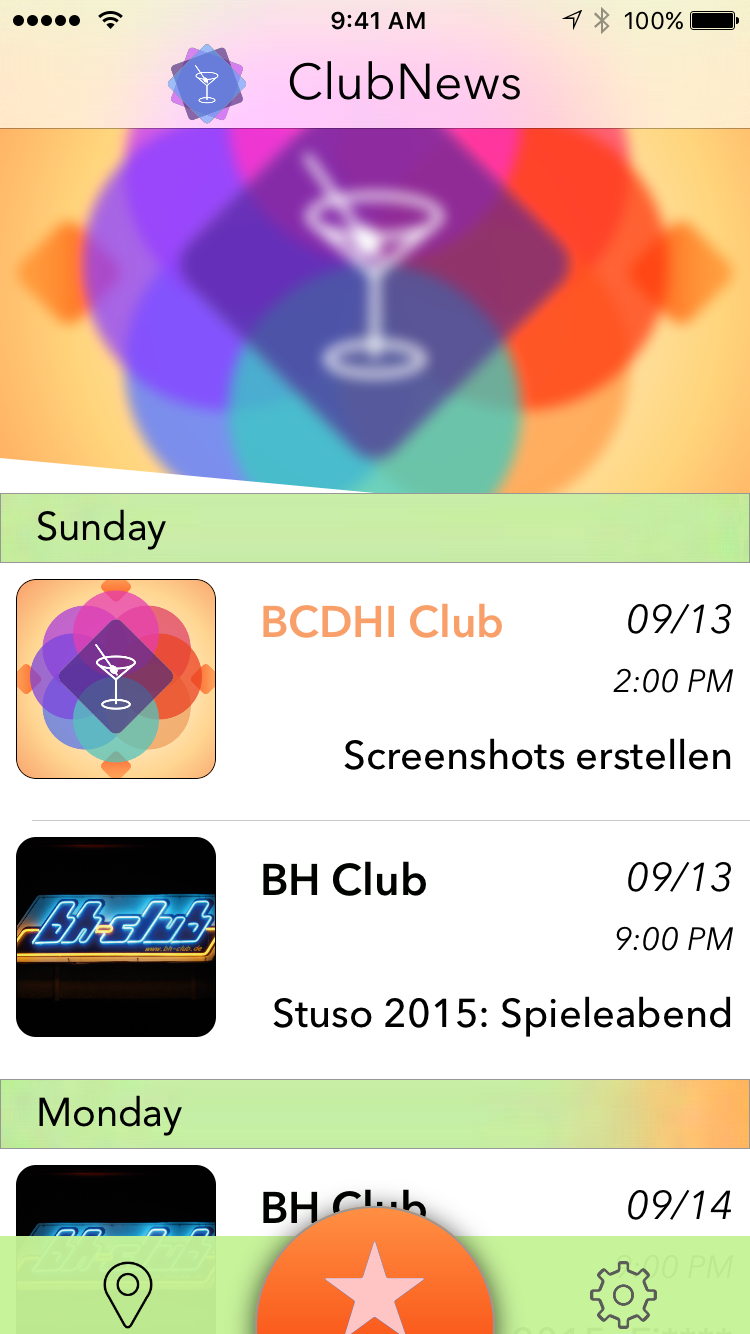 9:41 AM
100%
ClubNews
Sunday
BCDHI Club
09/13
2:00 PM
Screenshots erstellen
bh-club
www.bh-club.de
BH Club
09/13
9:00 PM
Stuso 2015: Spieleabend
Monday
BH Club
09/14